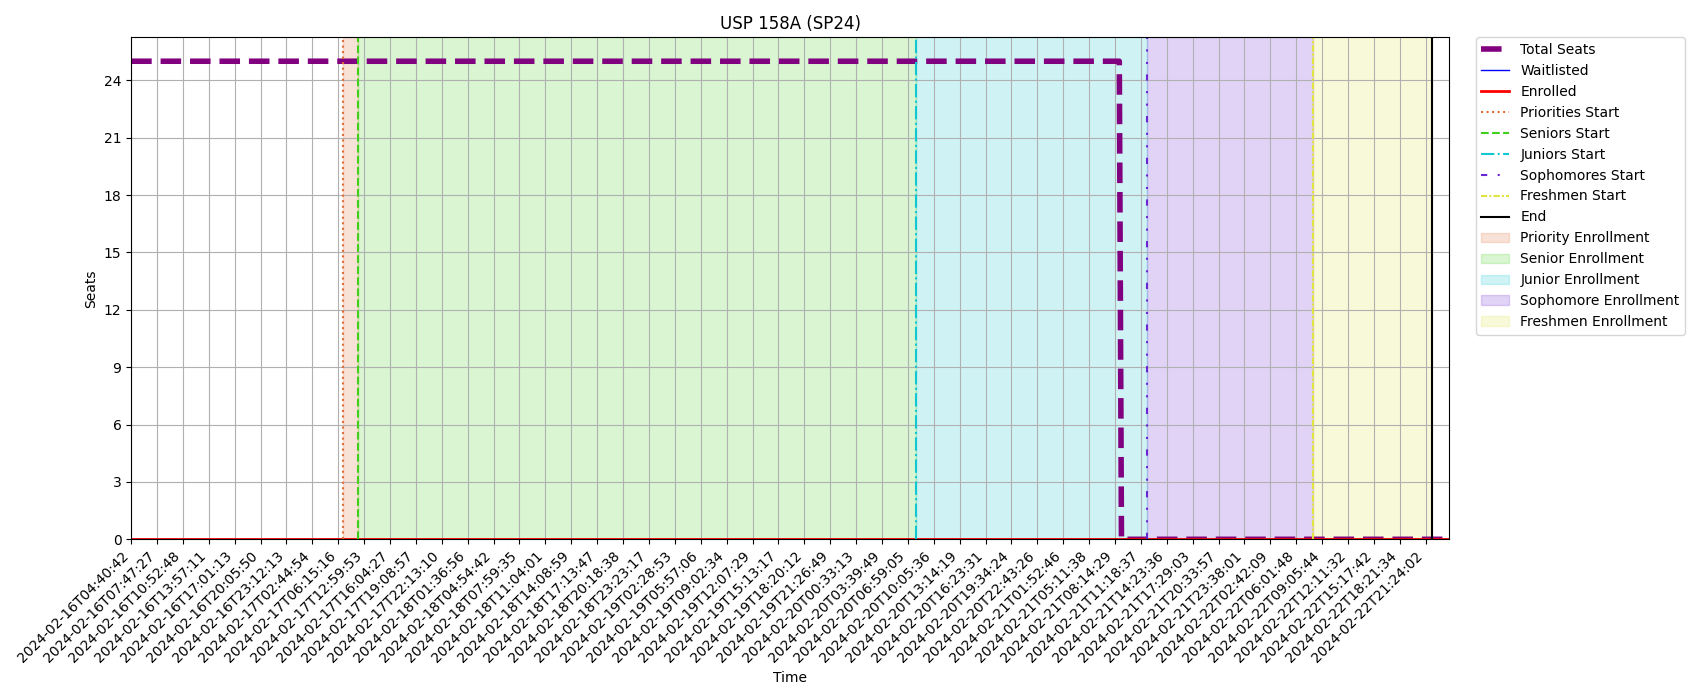 USP 158A (SP24)
Total Seats
Waitlisted
Enrolled
Priorities Start
Seniors Start
Juniors Start
Sophomores Start
Freshmen Start
End
Priority Enrollment
Senior Enrollment
Junior Enrollment
Sophomore Enrollment
Freshmen Enrollment
Seats
24
21
18
15
12
9
6
3
0
2024-02-16T04:40:42
2024-02-16T07:47:27
2024-02-16T10:52:48
2024-02-16T13:57:11
2024-02-16T17:01:13
2024-02-16T20:05:50
2024-02-16T23:12:13
2024-02-17T02:44:54
2024-02-17T06:15:16
2024-02-17T12:59:53
2024-02-17T16:04:27
2024-02-17T19:08:57
2024-02-17T22:13:10
2024-02-18T01:36:56
2024-02-18T04:54:42
2024-02-18T07:59:35
2024-02-18T11:04:01
2024-02-18T14:08:59
2024-02-18T17:13:47
2024-02-18T20:18:38
2024-02-18T23:23:17
2024-02-19T02:28:53
2024-02-19T05:57:06
2024-02-19T09:02:34
2024-02-19T12:07:29
2024-02-19T15:13:17
2024-02-19T18:20:12
2024-02-19T21:26:49
2024-02-20T00:33:13
2024-02-20T03:39:49
2024-02-20T06:59:05
2024-02-20T10:05:36
2024-02-20T13:14:19
2024-02-20T16:23:31
2024-02-20T19:34:24
2024-02-20T22:43:26
2024-02-21T01:52:46
2024-02-21T05:11:38
2024-02-21T08:14:29
2024-02-21T11:18:37
2024-02-21T14:23:36
2024-02-21T17:29:03
2024-02-21T20:33:57
2024-02-21T23:38:01
2024-02-22T02:42:09
2024-02-22T06:01:48
2024-02-22T09:05:44
2024-02-22T12:11:32
2024-02-22T15:17:42
2024-02-22T18:21:34
2024-02-22T21:24:02
Time